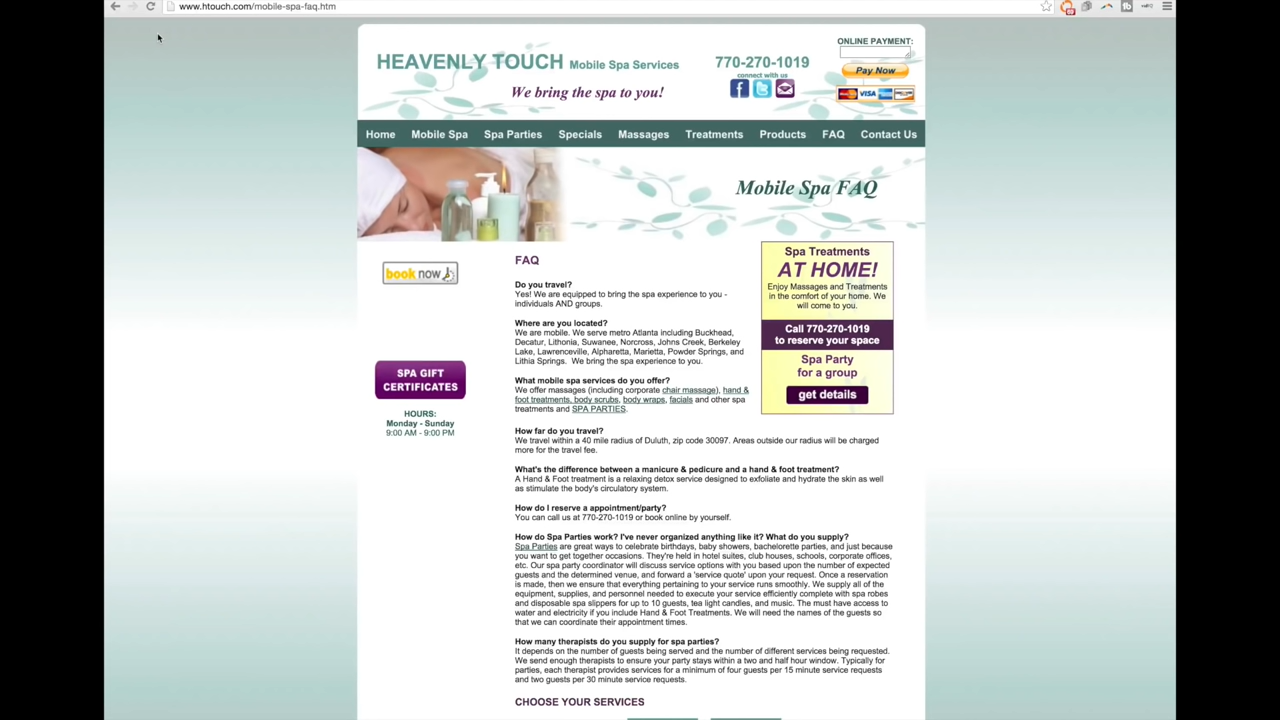 www.htouch.com/mobile-spa-faq.htm
HEAVENLY TOUCH Mobile Spa Services
We bring the spa to you!
770-270-1019
connect with us
ONLINE PAYMENT:
Pay Now
VISA
Home Mobile Spa Spa Parties Specials Massages Treatments Products FAQ Contact Us
Mobile Spa FAQ
book now
SPA GIFT
CERTIFICATES
HOURS:
Monday - Sunday
9:00 AM - 9:00 PM
FAQ
Do you travel?
Yes! We are equipped to bring the spa experience to you -
individuals AND groups.
Where are you located?
We are mobile. We serve metro Atlanta including Buckhead,
Decatur, Lithonia, Suwanee, Norcross, Johns Creek, Berkeley
Lake, Lawrenceville, Alpharetta, Marietta, Powder Springs, and
Lithia Springs. We bring the spa experience to you.
What mobile spa services do you offer?
We offer massages (including corporate chair massage), hand &
foot treatments, body scrubs, body wraps, facials and other spa
treatments and SPA PARTIES.
Spa Treatments
AT HOME!
Enjoy Massages and Treatments
in the comfort of your home. We
will come to you.
Call 770-270-1019
to reserve your space
Spa Party
for a group
get details
How far do you travel?
We travel within a 40 mile radius of Duluth, zip code 30097. Areas outside our radius will be charged
more for the travel fee.
What's the difference between a manicure & pedicure and a hand & foot treatment?
A Hand & Foot treatment is a relaxing detox service designed to exfoliate and hydrate the skin as well
as stimulate the body's circulatory system.
How do I reserve a appointment/party?
You can call us at 770-270-1019 or book online by yourself.
How do Spa Parties work? I've never organized anything like it? What do you supply?
Spa Parties are great ways to celebrate birthdays, baby showers, bachelorette parties, and just because
you want to get together occasions. They're held in hotel suites, club houses, schools, corporate offices,
etc. Our spa party coordinator will discuss service options with you based upon the number of expected
guests and the determined venue, and forward a 'service quote' upon your request. Once a reservation
is made, then we ensure that everything pertaining to your service runs smoothly. We supply all of the
equipment, supplies, and personnel needed to execute your service efficiently complete with spa robes
and disposable spa slippers for up to 10 guests, tea light candles, and music. The must have access to
water and electricity if you include Hand & Foot Treatments. We will need the names of the guests so
that we can coordinate their appointment times.
How many therapists do you supply for spa parties?
It depends on the number of guests being served and the number of different services being requested.
We send enough therapists to ensure your party stays within a two and half hour window. Typically for
parties, each therapist provides services for a minimum of four guests per 15 minute service requests
and two guests per 30 minute service requests.
CHOOSE YOUR SERVICES